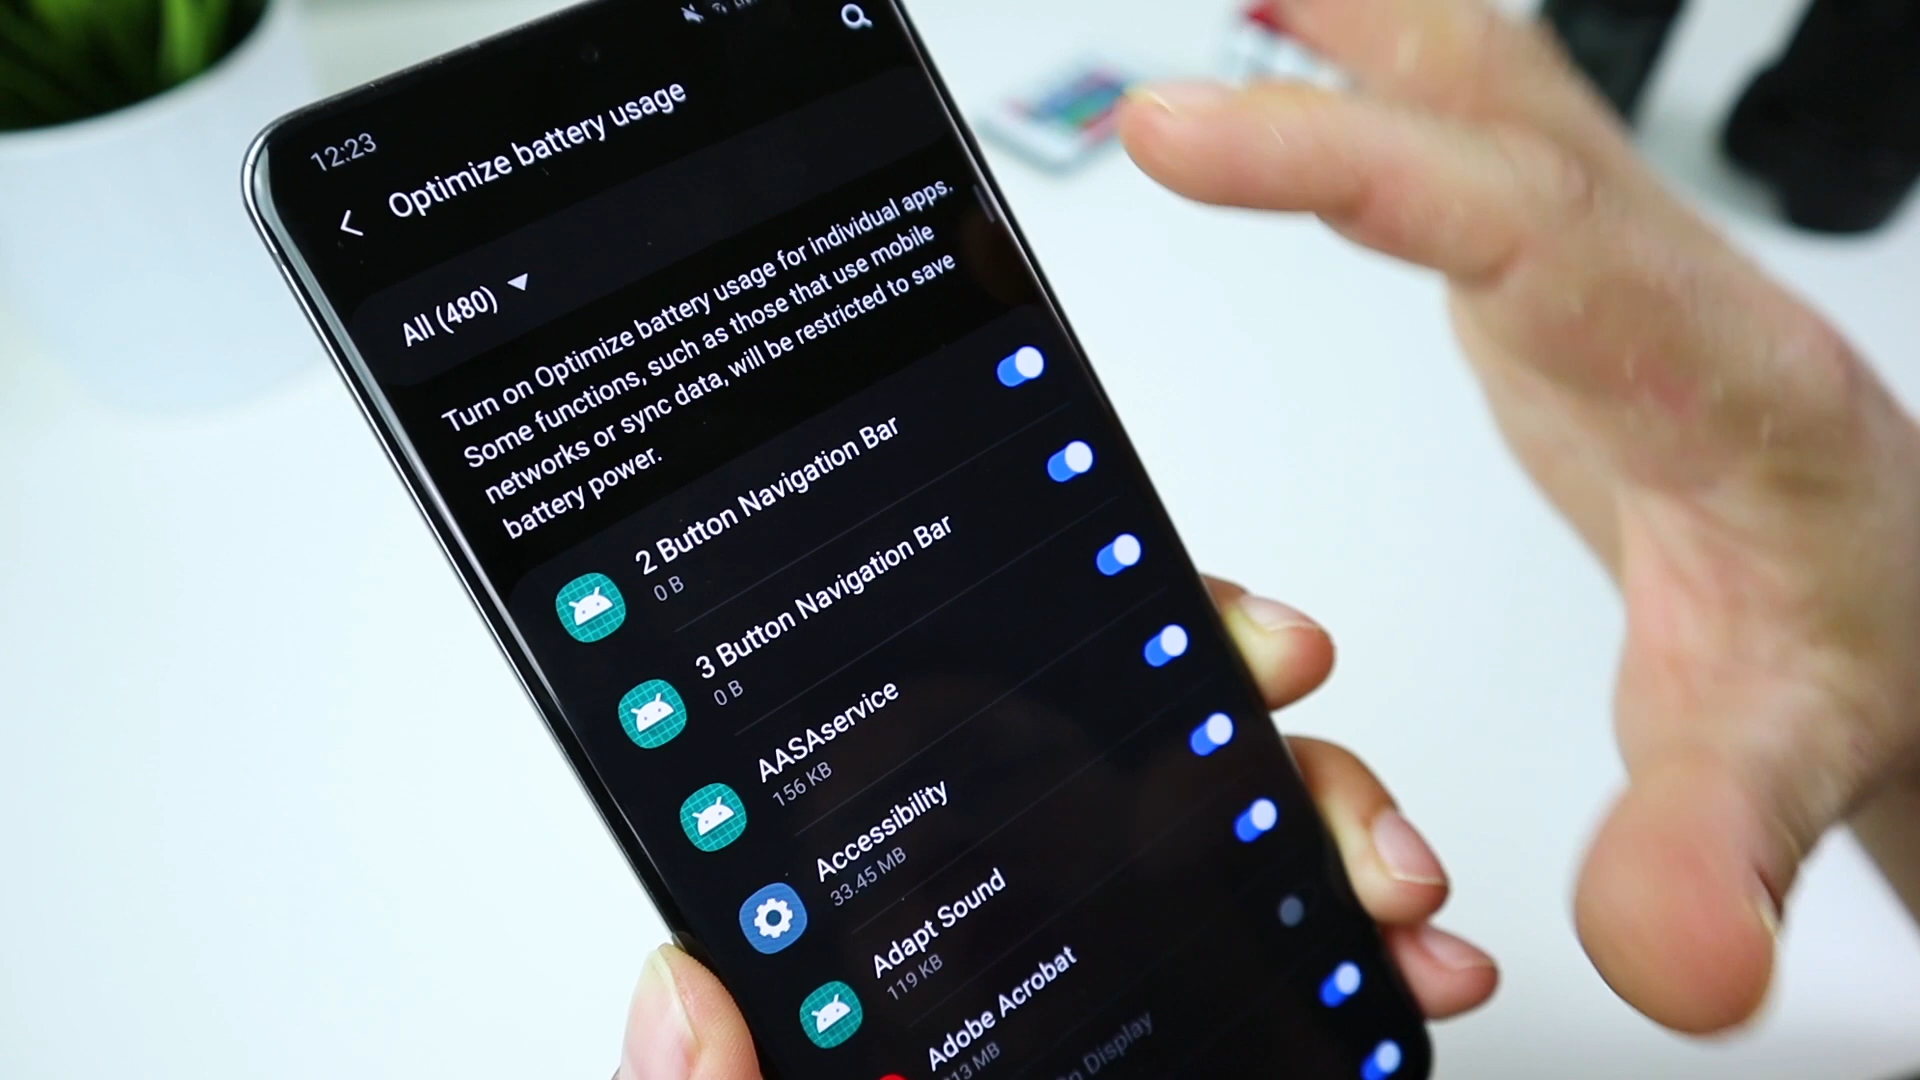 12:23
Optimize battery usage
All (480)
Turn on Optimize battery usage for individual apps.
Some functions, such as those that use mobile
networks or sync data, will be restricted to save
battery power.
2 Button Navigation Bar
0 B
3 Button Navigation Bar
0 B
AASAservice
156 KB
Accessibility
33.45 MB
Adapt Sound
119 KB
Adobe Acrobat
MB
Display